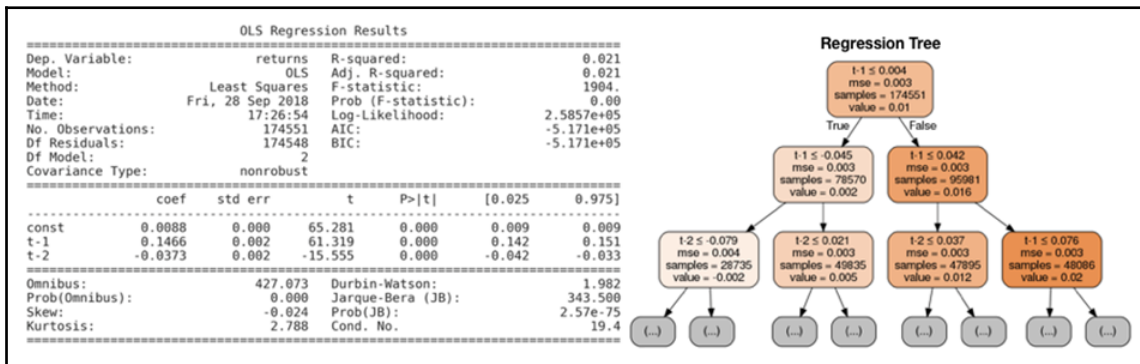 OLS Regression Results
Dep. Variable: returns R-squared: 0.021
Model: OLS Adj. R-squared: 0.021
Method: Least Squares F-statistic: 1904.
Date: Fri, 28 Sep 2018 Prob (F-statistic): 0.00
Time: 17:26:54 Log-Likelihood: 2.5857e+05
No. Observations: 174551 AIC: -5.171e+05
Df Residuals: 174548 BIC: -5.171e+05
Df Model: 2
Covariance Type: nonrobust
coef std err t P>|t| [0.025 0.975]
const 0.0088 0.000 65.281 0.000 0.009 0.009
t-1 0.1466 0.002 61.319 0.000 0.142 0.151
t-2 -0.0373 0.002 -15.555 0.000 -0.042 -0.033
Omnibus: 427.073 Durbin-Watson: 1.982
Prob(Omnibus): 0.000 Jarque-Bera (JB): 343.500
Skew: -0.024 Prob(JB): 2.57e-75
Kurtosis: 2.788 Cond. No. 19.4
Regression Tree
t-1 ≤ 0.004
mse = 0.003
samples = 174551
value = 0.01
True
False
t-1 ≤ -0.045
mse = 0.003
samples = 78570
value = 0.002
t-1 ≤ 0.042
mse = 0.003
samples = 95981
value = 0.016
t-2 ≤ -0.079
mse = 0.004
samples = 28735
value = -0.002
t-2 ≤ 0.021
mse = 0.003
samples = 49835
value = 0.005
t-2 ≤ 0.037
mse = 0.003
samples = 47895
value = 0.012
t-1 ≤ 0.076
mse = 0.003
samples = 48086
value = 0.02
(...) (...) (...) (...) (...) (...) (...) (...)